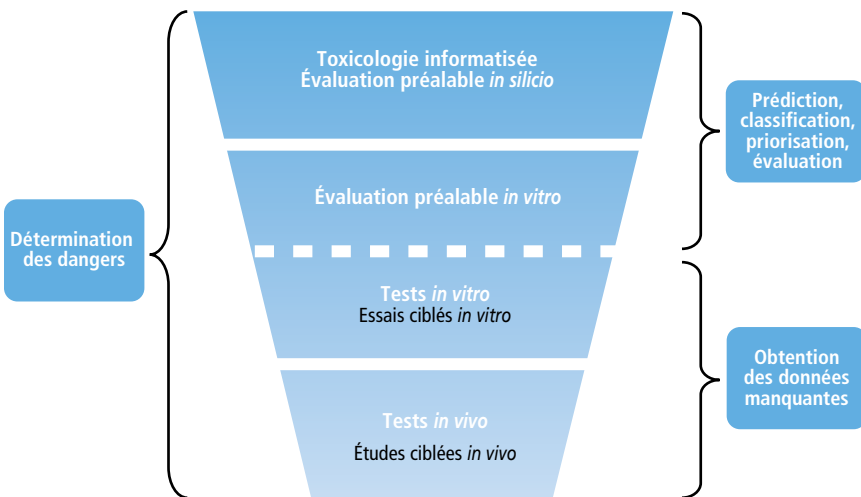 Toxicologie informatisée
Évaluation préalable in silicio
Prédiction,
classification,
priorisation,
évaluation
Évaluation préalable in vitro
Détermination
des dangers
Tests in vitro
Essais ciblés in vitro
Obtention
des données
manquantes
Tests in vivo
Études ciblées in vivo